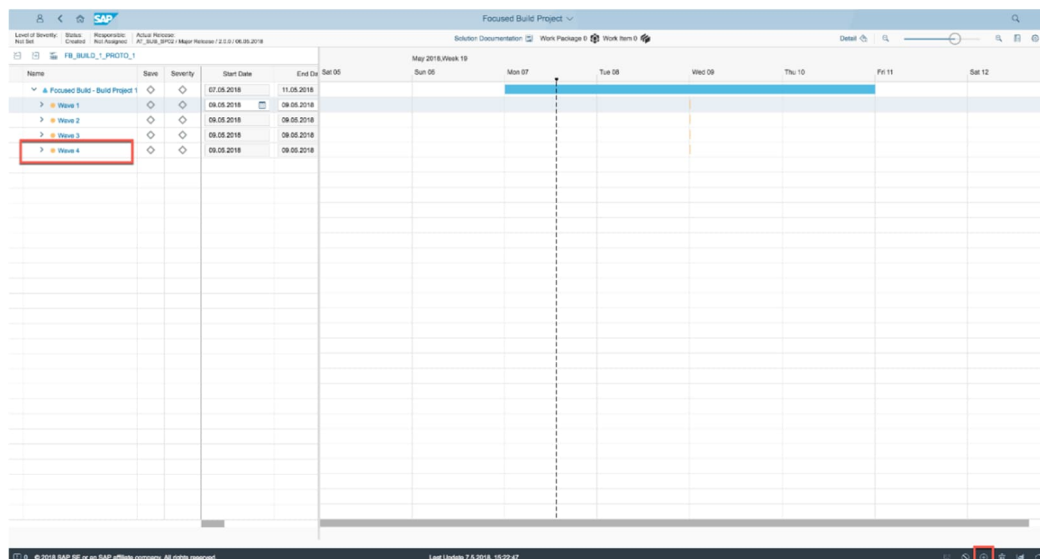 SAP
Focused Build Project
Level of Severity: Status: Responsible: Actual Release:
Not Set Created Not Assigned AT_SUB_SP02 / Major Release / 2.0.0 / 06.05.2018
Solution Documentation Work Package 0 Work Item 0
Detail
FB_BUILD_1_PROTO_1
May 2018,Week 19
Name Save Severity Start Date End Da Sat 05 Sun 06 Mon 07 Tue 08 Wed 09 Thu 10 Fri 11 Sat 12
Focused Build - Build Project 1 07.05.2018 11.05.2018
Wave 1 09.05.2018 09.05.2018
Wave 2 09.05.2018 09.05.2018
Wave 3 09.05.2018 09.05.2018
Wave 4 09.05.2018 09.05.2018
0 © 2018 SAP SE or an SAP affiliate company. All rights reserved. Last Update 7.5.2018, 15:22:47